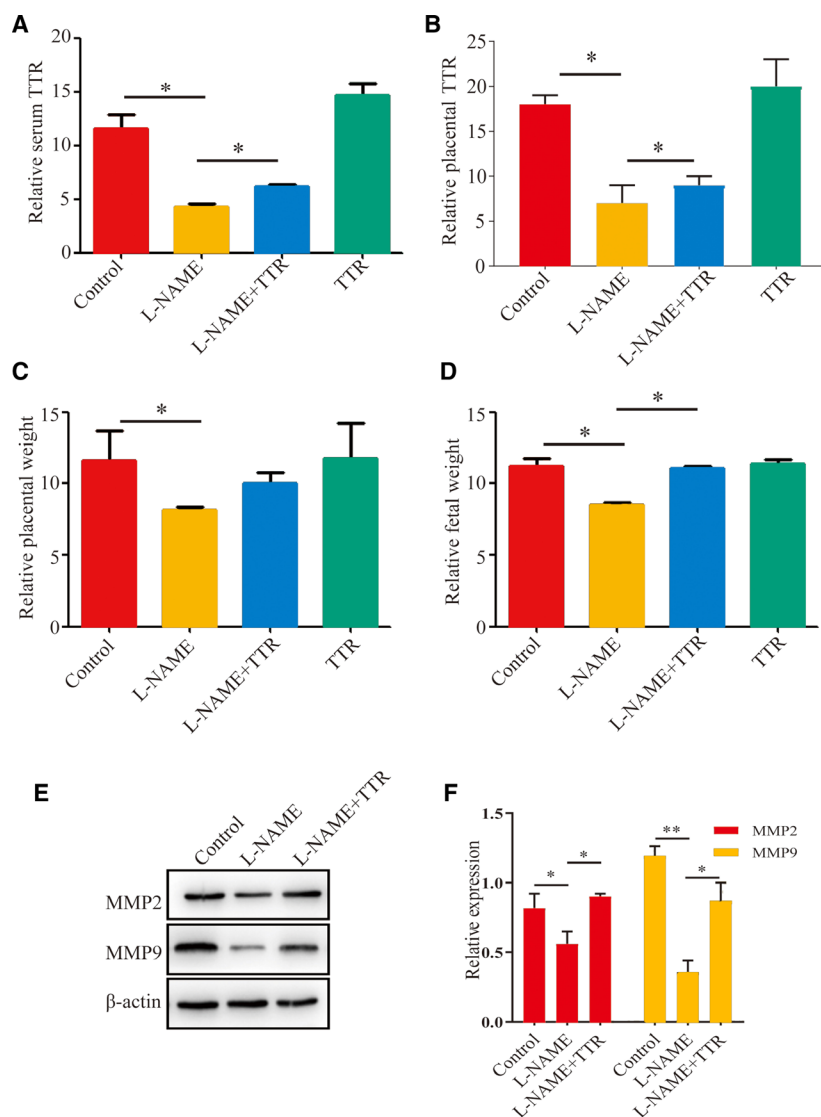 A
Relative serum TTR
20
15
10
5
0
*
*
Control
L-NAME
L-NAME+TTR
TTR
B
Relative placental TTR
25
20
15
10
5
0
*
*
Control
L-NAME
L-NAME+TTR
TTR
C
Relative placental weight
15
10
5
0
*
Control
L-NAME
L-NAME+TTR
TTR
D
Relative fetal weight
15
10
5
0
*
*
Control
L-NAME
L-NAME+TTR
TTR
E
Control
L-NAME
L-NAME+TTR
MMP2
MMP9
β-actin
F
Relative expression
1.5
1.0
0.5
0.0
*
*
**
*
MMP2
MMP9
Control
L-NAME
L-NAME+TTR
Control
L-NAME
L-NAME+TTR